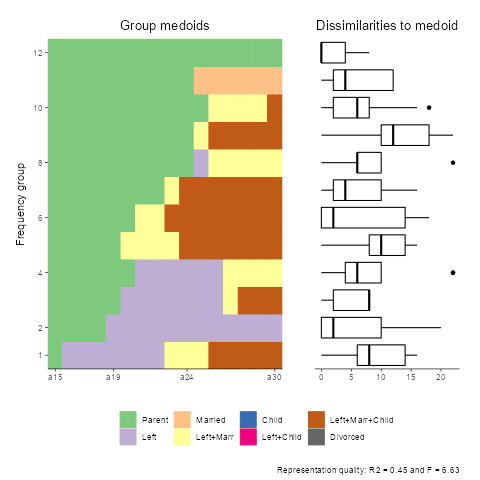 Group medoids
Dissimilarities to medoid
Frequency group
12
10
8
6
4
2
1
a15 a19 a24 a30
0 5 10 15 20
Parent Married Child Left+Marr+Child
Left Left+Marr Left+Child Divorced
Representation quality: R2 = 0.45 and F = 6.63